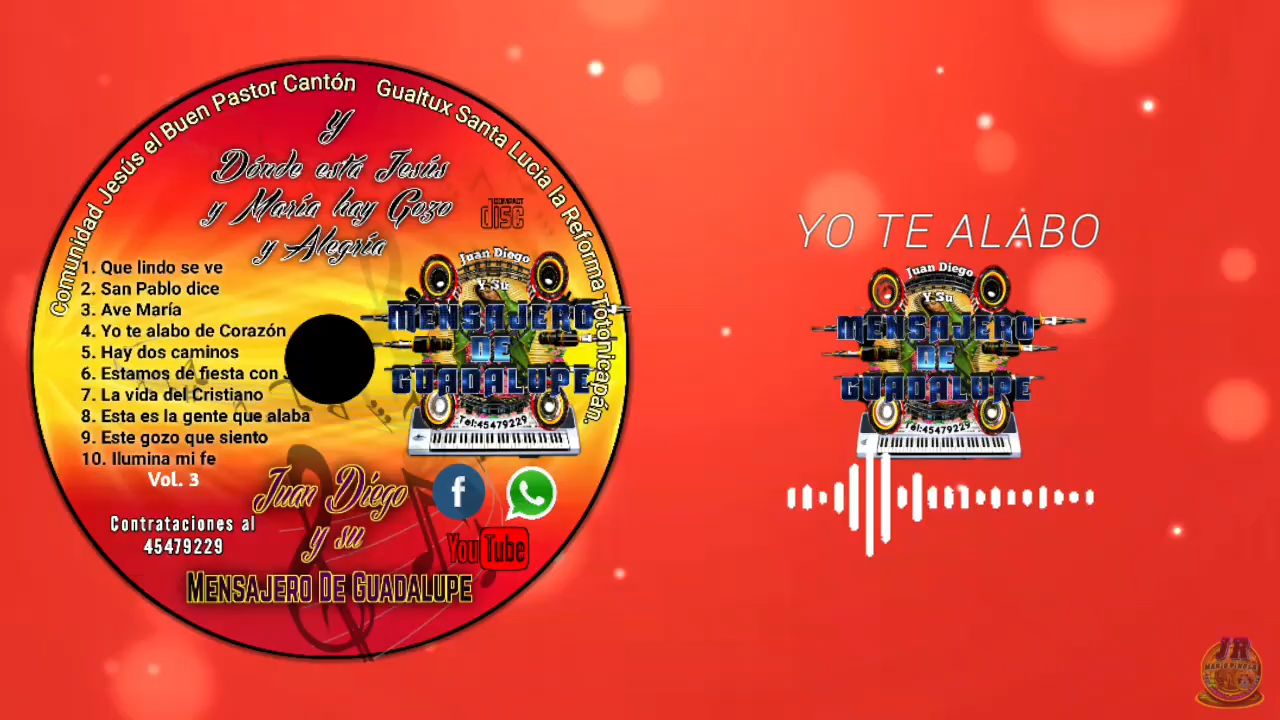 Comunidad Jesús el Buen Pastor Cantón Gualtux Santa Lucia la Reforma Totonicapán.
y
Dónde está Jesús
y María hay Gozo
y Alegría
COMPACT
disc
1. Que lindo se ve
2. San Pablo dice
3. Ave María
4. Yo te alabo de Corazón
5. Hay dos caminos
6. Estamos de fiesta con J
7. La vida del Cristiano
8. Esta es la gente que alaba
9. Este gozo que siento
10. Ilumina mi fe
Vol. 3
Contrataciones al
45479229
Juan Diego
Y Su
MENSAJERO
DE
GUADALUPE
Tel:45479229
Juan Diego
y su
MENSAJERO DE GUADALUPE
f
YouTube
YO TE ALABO
Juan Diego
Y Su
MENSAJERO
DE
GUADALUPE
Tel:45479229